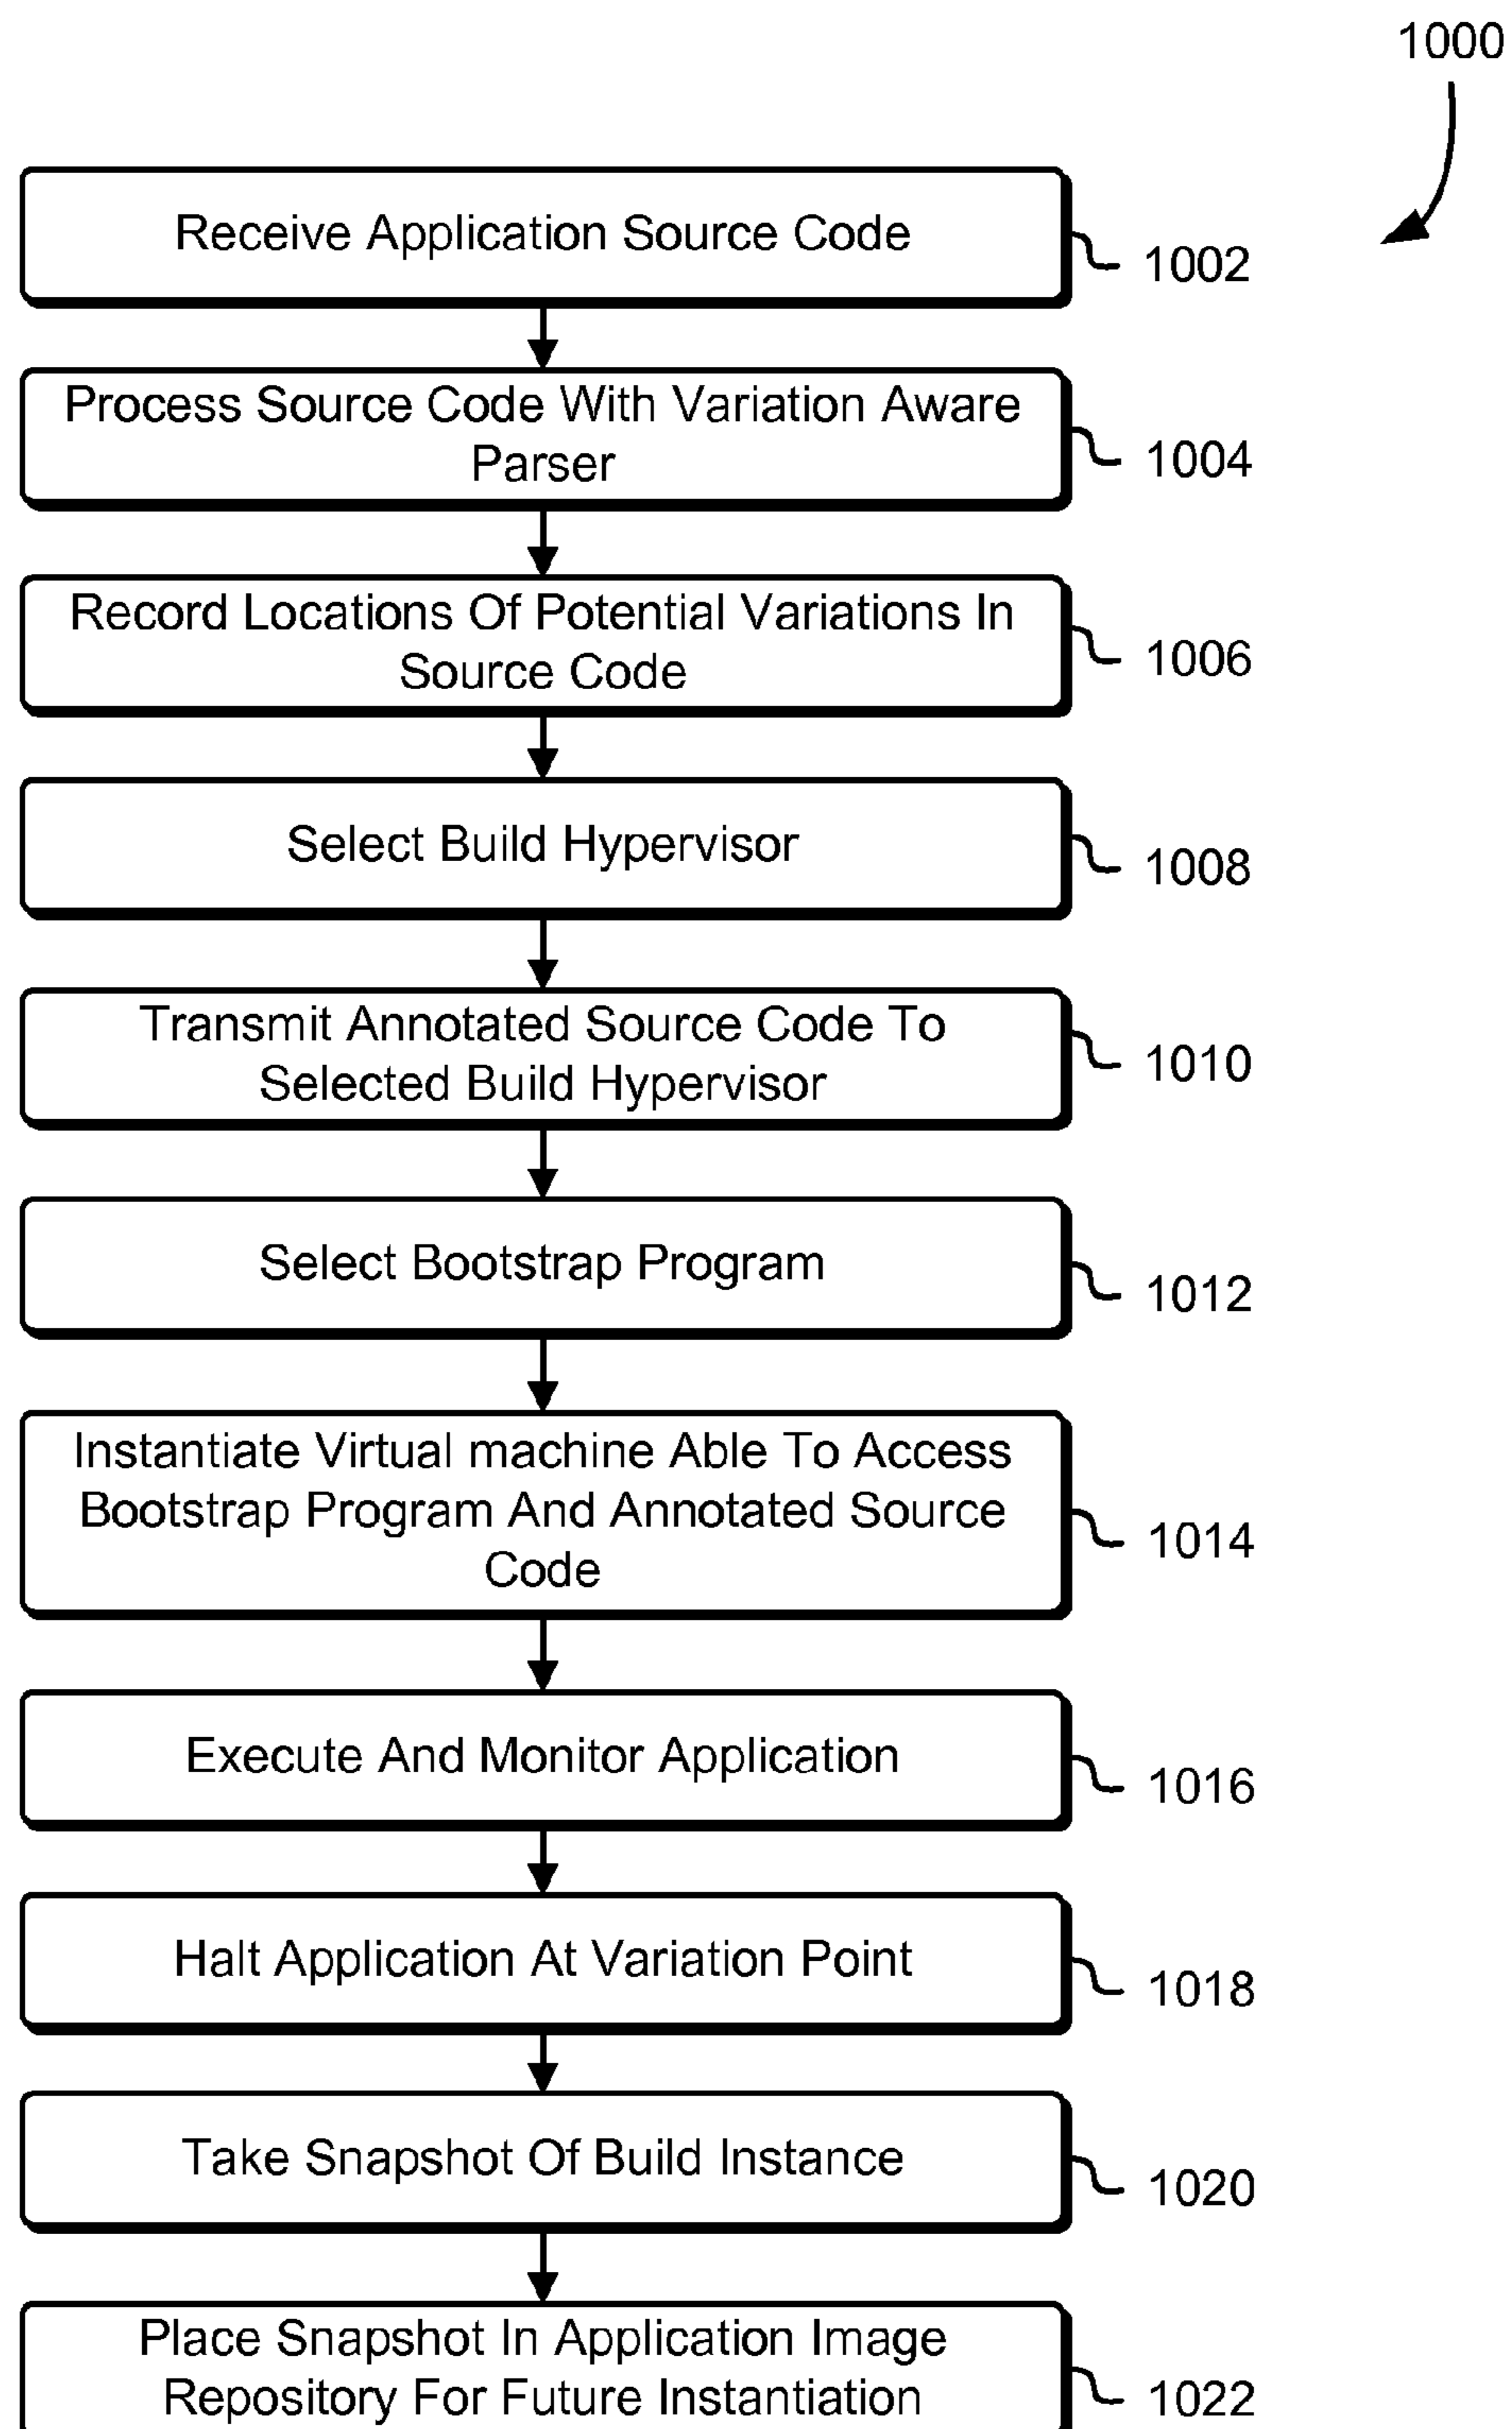 1000
Receive Application Source Code
1002
Process Source Code With Variation Aware
Parser
1004
Record Locations Of Potential Variations In
Source Code
1006
Select Build Hypervisor
1008
Transmit Annotated Source Code To
Selected Build Hypervisor
1010
Select Bootstrap Program
1012
Instantiate Virtual machine Able To Access
Bootstrap Program And Annotated Source
Code
1014
Execute And Monitor Application
1016
Halt Application At Variation Point
1018
Take Snapshot Of Build Instance
1020
Place Snapshot In Application Image
Repository For Future Instantiation
1022